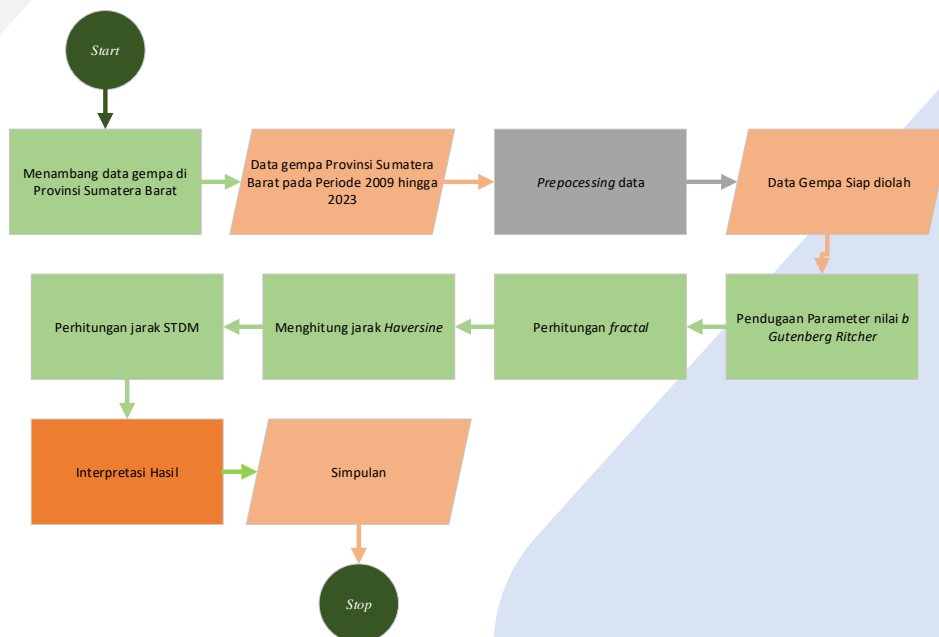 Start
Menambang data gempa di
Provinsi Sumatera Barat
Data gempa Provinsi Sumatera
Barat pada Periode 2009 hingga
2023
Prepocessing data
Data Gempa Siap diolah
Pendugaan Parameter nilai b
Gutenberg Ritcher
Perhitungan fractal
Menghitung jarak Haversine
Perhitungan jarak STDM
Interpretasi Hasil
Simpulan
Stop